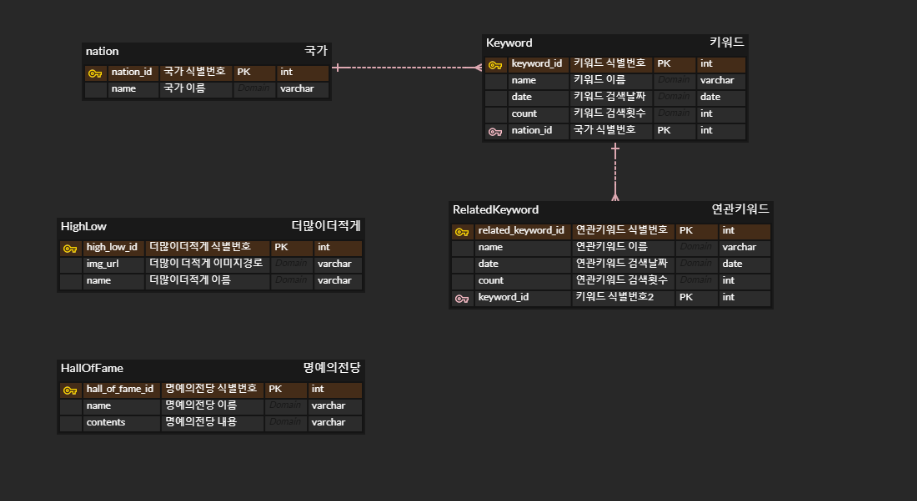 nation 국가
nation_id 국가 식별번호 PK int
name 국가 이름 Domain varchar
Keyword 키워드
keyword_id 키워드 식별번호 PK int
name 키워드 이름 Domain varchar
date 키워드 검색날짜 Domain date
count 키워드 검색횟수 Domain int
nation_id 국가 식별번호 PK int
HighLow 더많이더적게
high_low_id 더많이더적게 식별번호 PK int
img_url 더많이 더적게 이미지경로 Domain varchar
name 더많이더적게 이름 Domain varchar
RelatedKeyword 연관키워드
related_keyword_id 연관키워드 식별번호 PK int
name 연관키워드 이름 Domain varchar
date 연관키워드 검색날짜 Domain date
count 연관키워드 검색횟수 Domain int
keyword_id 키워드 식별번호2 PK int
HallOfFame 명예의전당
hall_of_fame_id 명예의전당 식별번호 PK int
name 명예의전당 이름 Domain varchar
contents 명예의전당 내용 Domain varchar